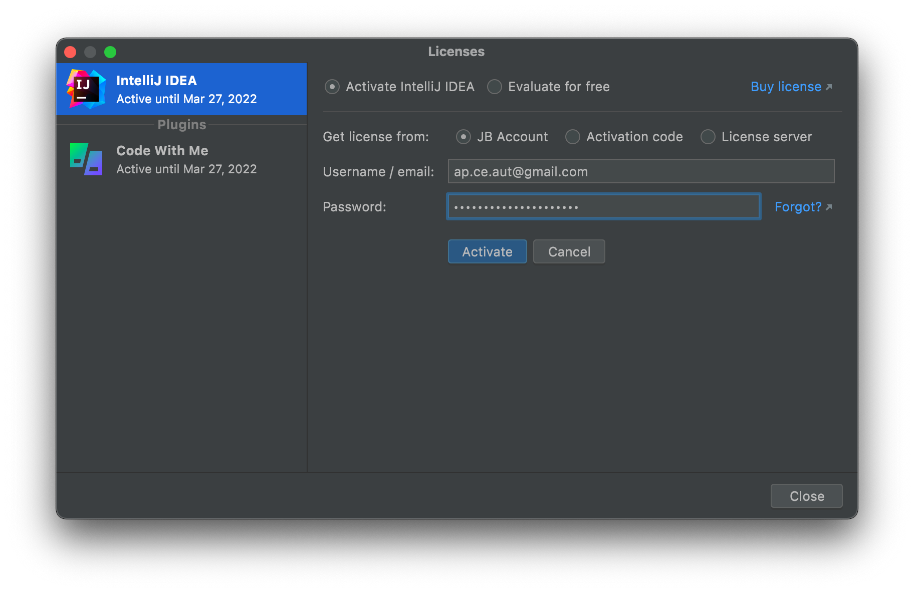 Licenses
IJ
IntelliJ IDEA
Active until Mar 27, 2022
Plugins
Code With Me
Active until Mar 27, 2022
Activate IntelliJ IDEA Evaluate for free Buy license ↗
Get license from: JB Account Activation code License server
Username / email: ap.ce.aut@gmail.com
Password: ••••••••••••••••••••• Forgot? ↗
Activate Cancel
Close